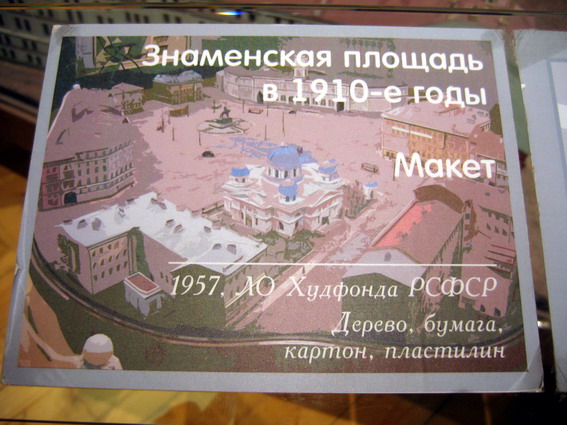 Знаменская площадь
в 1910-е годы
Макет
1957, ЛО Худфонда РСФСР
Дерево, бумага,
картон, пластилин